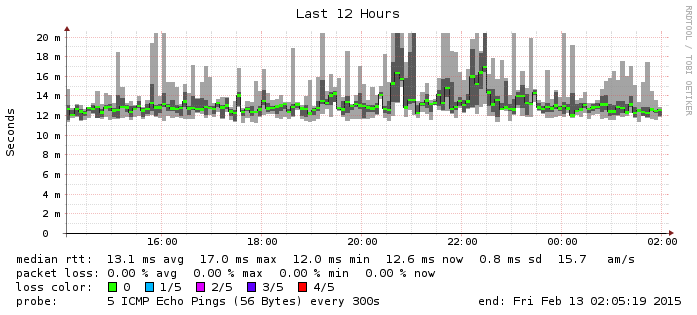 Last 12 Hours
RRDTOOL / TOBI OETIKER
Seconds
20 m
18 m
16 m
14 m
12 m
10 m
8 m
6 m
4 m
2 m
0
16:00 18:00 20:00 22:00 00:00 02:00
median rtt: 13.1 ms avg 17.0 ms max 12.0 ms min 12.6 ms now 0.8 ms sd 15.7 am/s
packet loss: 0.00 % avg 0.00 % max 0.00 % min 0.00 % now
loss color: 0 1/5 2/5 3/5 4/5
probe: 5 ICMP Echo Pings (56 Bytes) every 300s end: Fri Feb 13 02:05:19 2015